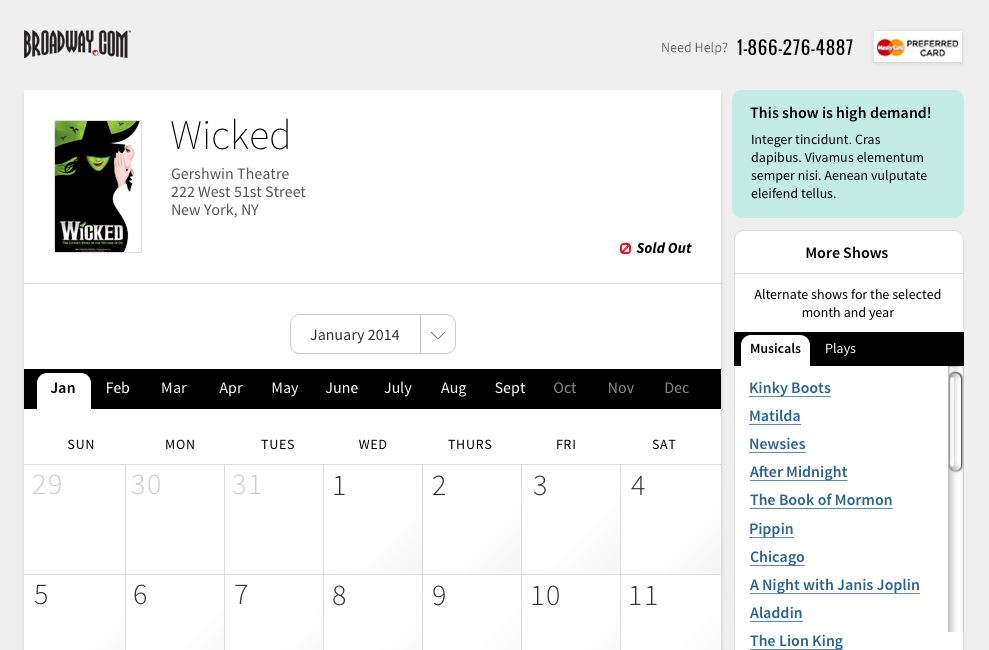 BROADWAY.COM
Need Help? 1-866-276-4887
MasterCard
PREFERRED
CARD
Wicked
Gershwin Theatre
222 West 51st Street
New York, NY
WICKED
Sold Out
January 2014
Jan Feb Mar Apr May June July Aug Sept Oct Nov Dec
SUN MON TUES WED THURS FRI SAT
29 30 31 1 2 3 4
5 6 7 8 9 10 11
This show is high demand!
Integer tincidunt. Cras
dapibus. Vivamus elementum
semper nisi. Aenean vulputate
eleifend tellus.
More Shows
Alternate shows for the selected
month and year
Musicals Plays
Kinky Boots
Matilda
Newsies
After Midnight
The Book of Mormon
Pippin
Chicago
A Night with Janis Joplin
Aladdin
The Lion King